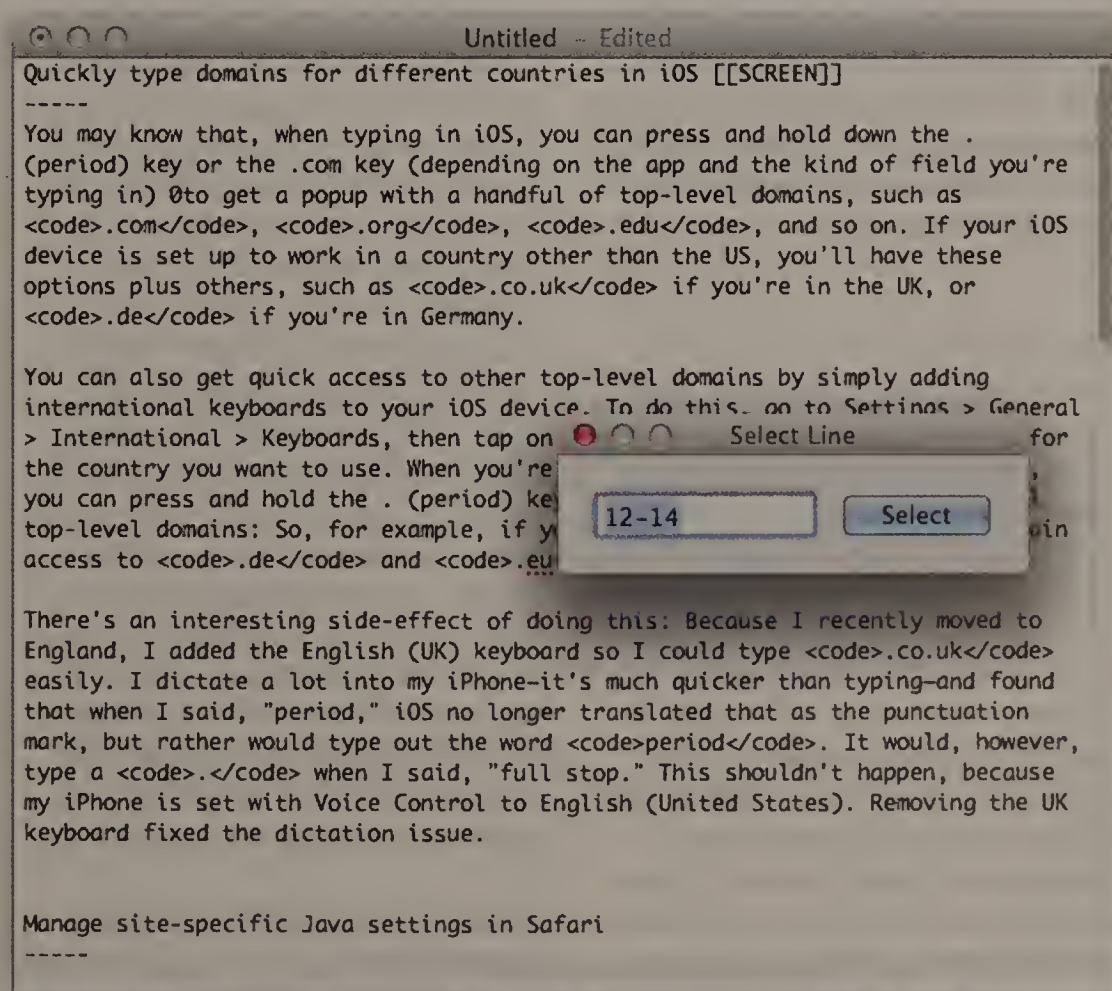 Untitled – Edited
Quickly type domains for different countries in iOS [[SCREEN]]
-----
You may know that, when typing in iOS, you can press and hold down the .
(period) key or the .com key (depending on the app and the kind of field you're
typing in) 0to get a popup with a handful of top-level domains, such as
<code>.com</code>, <code>.org</code>, <code>.edu</code>, and so on. If your iOS
device is set up to work in a country other than the US, you'll have these
options plus others, such as <code>.co.uk</code> if you're in the UK, or
<code>.de</code> if you're in Germany.
You can also get quick access to other top-level domains by simply adding
international keyboards to your iOS device. To do this, go to Settings > General
> International > Keyboards, then tap on for
the country you want to use. When you're ,
you can press and hold the . (period)
top-level domains: So, for example, if
access to <code>.de</code> and <code>.eu
Select Line
12-14
Select
There's an interesting side-effect of doing this: Because I recently moved to
England, I added the English (UK) keyboard so I could type <code>.co.uk</code>
easily. I dictate a lot into my iPhone–it's much quicker than typing–and found
that when I said, "period," iOS no longer translated that as the punctuation
mark, but rather would type out the word <code>period</code>. It would, however,
type a <code>.</code> when I said, "full stop." This shouldn't happen, because
my iPhone is set with Voice Control to English (United States). Removing the UK
keyboard fixed the dictation issue.
Manage site-specific Java settings in Safari
-----